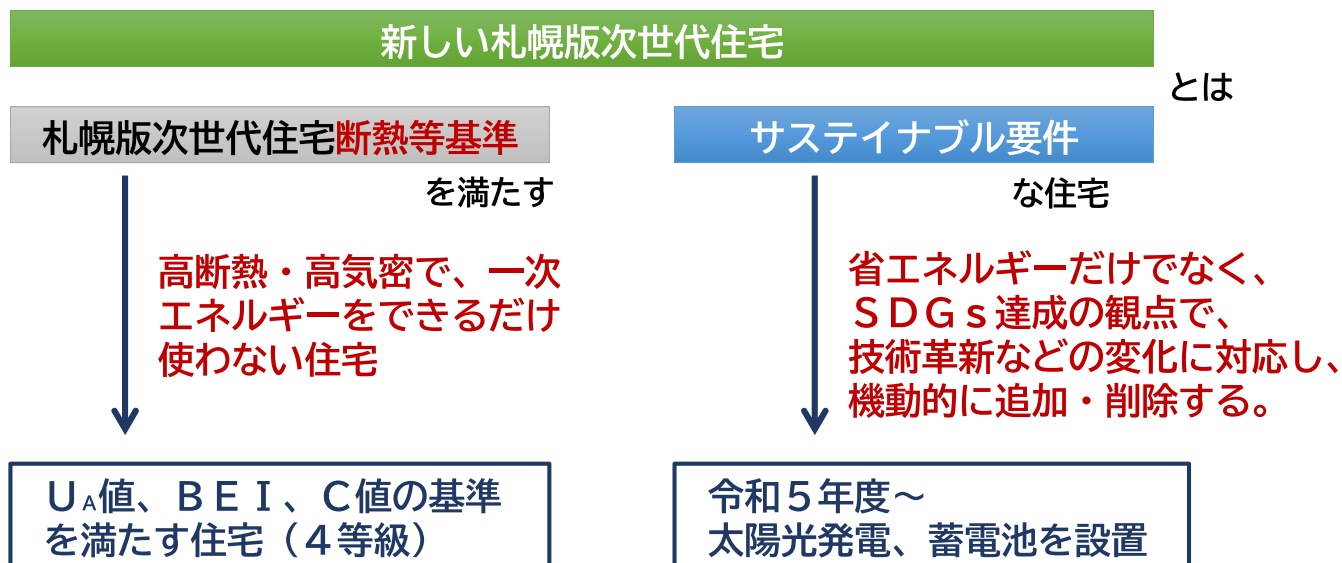 新しい札幌版次世代住宅
とは
札幌版次世代住宅断熱等基準
を満たす
高断熱・高気密で、一次
エネルギーをできるだけ
使わない住宅
UA値、ＢＥＩ、Ｃ値の基準
を満たす住宅（４等級）
サステイナブル要件
な住宅
省エネルギーだけでなく、
ＳＤＧｓ達成の観点で、
技術革新などの変化に対応し、
機動的に追加・削除する。
令和５年度～
太陽光発電、蓄電池を設置